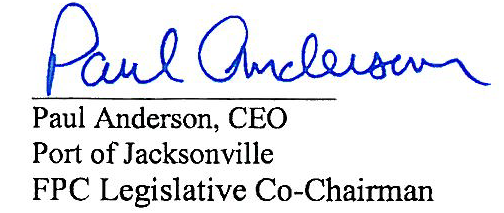 Paul Anderson
Paul Anderson, CEO
Port of Jacksonville
FPC Legislative Co-Chairman